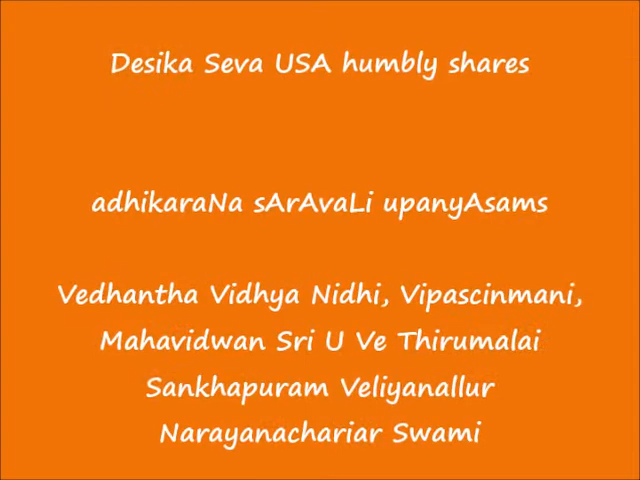 Desika Seva USA humbly shares
adhikaraNa sArAvaLi upanyAsams
Vedhantha Vidhya Nidhi, Vipascinmani,
Mahavidwan Sri U Ve Thirumalai
Sankhapuram Veliyanallur
Narayanachariar Swami